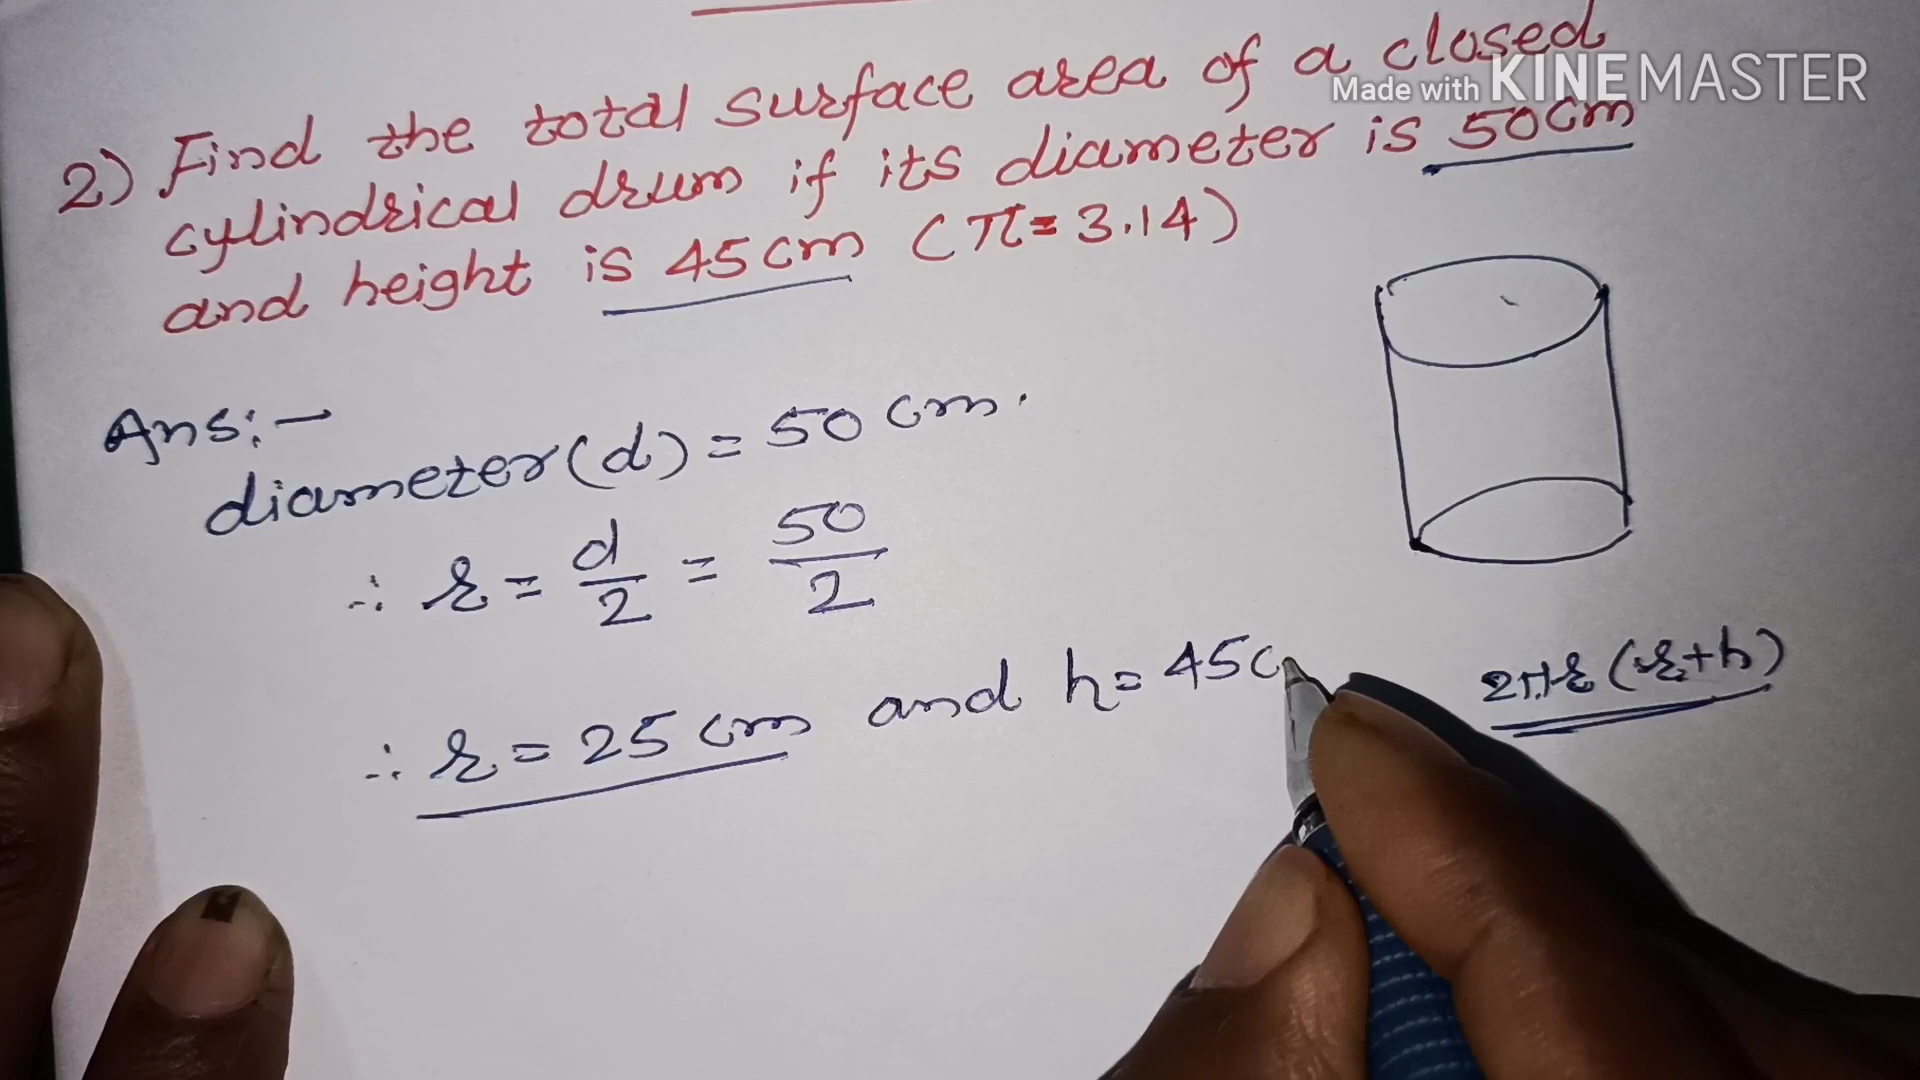 2) Find the total surface area of a closed
Made with KINEMASTER
cylindrical drum if its diameter is 50cm
and height is 45cm (π=3.14)
Ans:-
diameter(d) = 50 cm.
∴ r = d/2 = 50/2
∴ r = 25 cm and h = 45c
2πr (r+h)